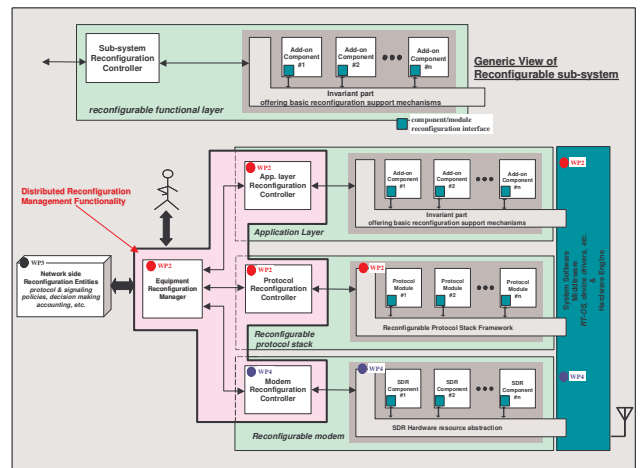 Sub-system
Reconfiguration
Controller
Add-on
Component
#1
Add-on
Component
#2
Add-on
Component
#n
Generic View of
Reconfigurable sub-system
Invariant part
offering basic reconfiguration support mechanisms
reconfigurable functional layer
component/module
reconfiguration interface
Distributed Reconfiguration
Management Functionality
WP2
App. layer
Reconfiguration
Controller
Add-on
Component
#1
Add-on
Component
#2
Add-on
Component
#n
Invariant part
offering basic reconfiguration support mechanisms
Application Layer
WP2
WP3
Network side
Reconfiguration Entities
protocol & signaling
policies, decision making
accounting, etc.
WP2
Equipment
Reconfiguration
Manager
WP2
Protocol
Reconfiguration
Controller
WP2
Protocol
Module
#1
Protocol
Module
#2
Protocol
Module
#n
Reconfigurable Protocol Stack Framework
Reconfigurable
protocol stack
System Software
Middleware
RT-OS, device drivers, etc.
&
Hardware Engine
WP4
Modem
Reconfiguration
Controller
WP4
SDR
Component
#1
SDR
Component
#2
SDR
Component
#n
SDR Hardware resource abstraction
Reconfigurable modem
WP4